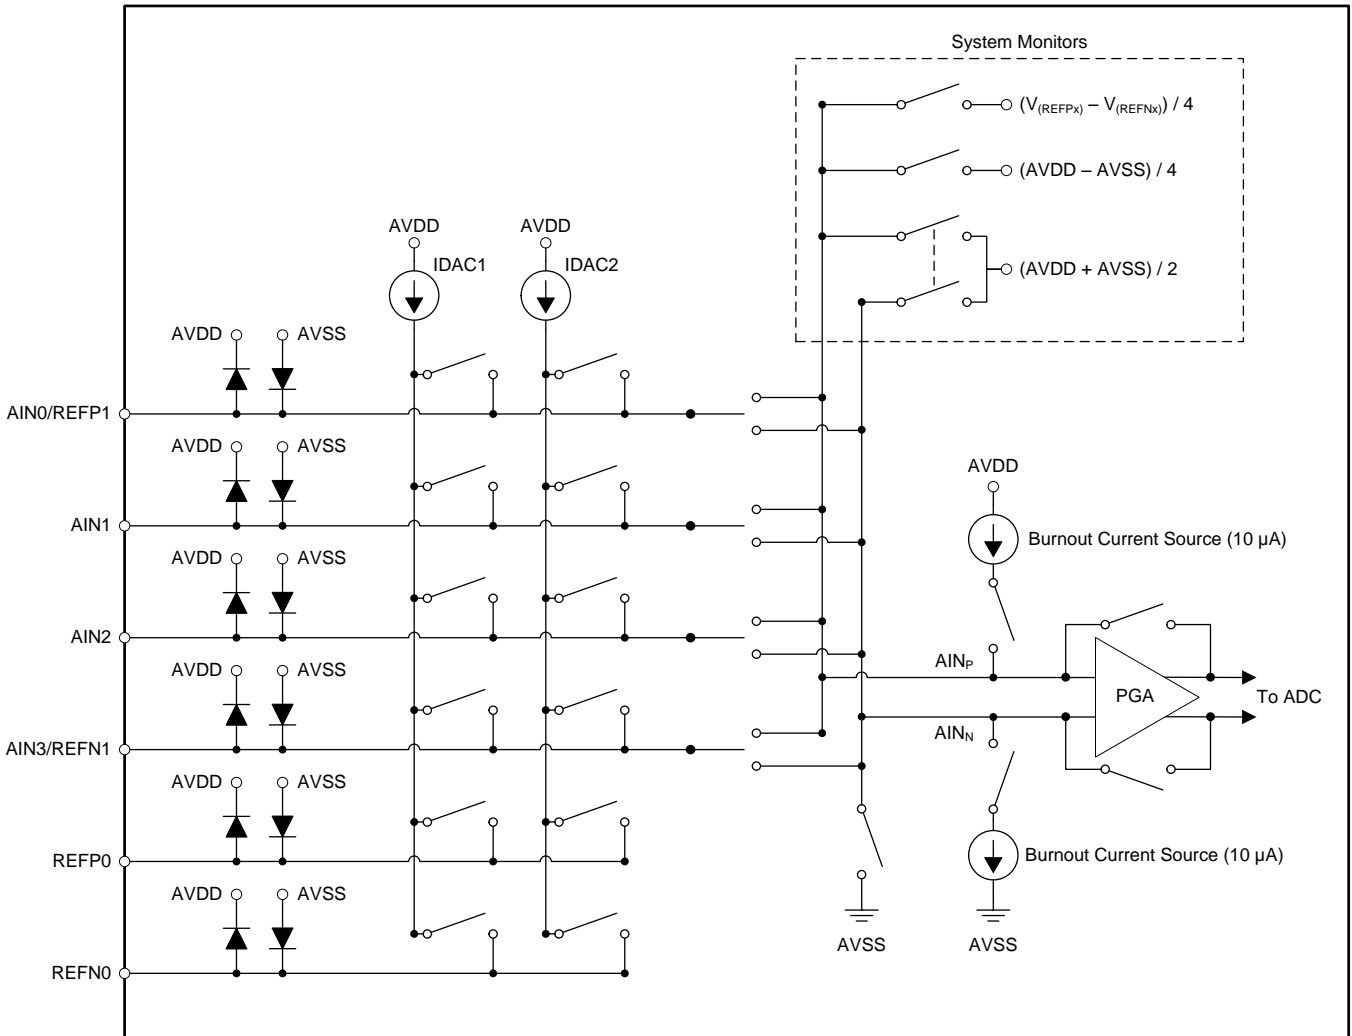 System Monitors
(V(REFPx) – V(REFNx)) / 4
(AVDD – AVSS) / 4
(AVDD + AVSS) / 2
AVDD
AVDD
IDAC1
IDAC2
AVDD
AVSS
AIN0/REFP1
AVDD
AVSS
AIN1
AVDD
AVSS
AIN2
AVDD
AVSS
AIN3/REFN1
AVDD
AVSS
REFP0
AVDD
AVSS
REFN0
AVDD
Burnout Current Source (10 µA)
AINP
PGA
To ADC
AINN
Burnout Current Source (10 µA)
AVSS
AVSS